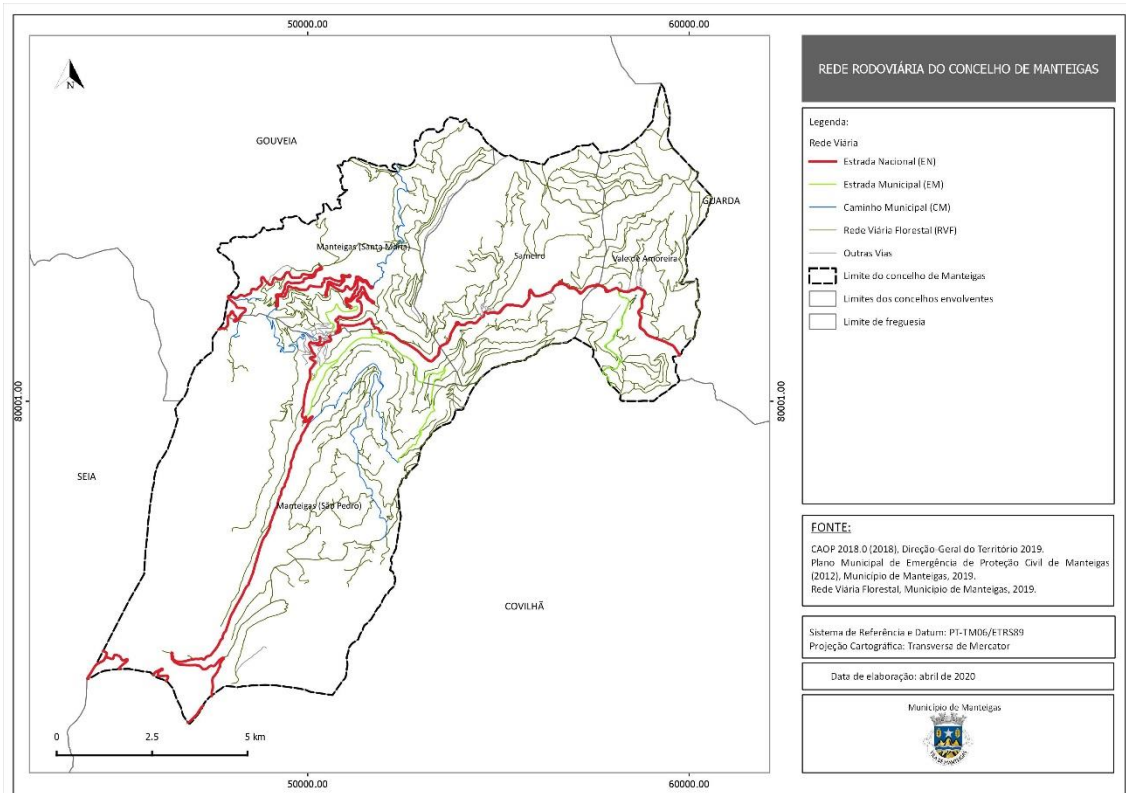 50000.00
60000.00
REDE RODOVIÁRIA DO CONCELHO DE MANTEIGAS
N
GOUVEIA
GUARDA
Manteigas (Santa Maria)
Sameiro
Vale de Amoreira
80001.00
80001.00
SEIA
Manteigas (São Pedro)
COVILHÃ
0 2.5 5 km
50000.00
60000.00
Legenda:
Rede Viária
Estrada Nacional (EN)
Estrada Municipal (EM)
Caminho Municipal (CM)
Rede Viária Florestal (RVF)
Outras Vias
Limite do concelho de Manteigas
Limites dos concelhos envolventes
Limite de freguesia
FONTE:
CAOP 2018.0 (2018), Direção-Geral do Território 2019.
Plano Municipal de Emergência de Proteção Civil de Manteigas
(2012), Município de Manteigas, 2019.
Rede Viária Florestal, Município de Manteigas, 2019.
Sistema de Referência e Datum: PT-TM06/ETRS89
Projeção Cartográfica: Transversa de Mercator
Data de elaboração: abril de 2020
Município de Manteigas
VILA DE MANTEIGAS